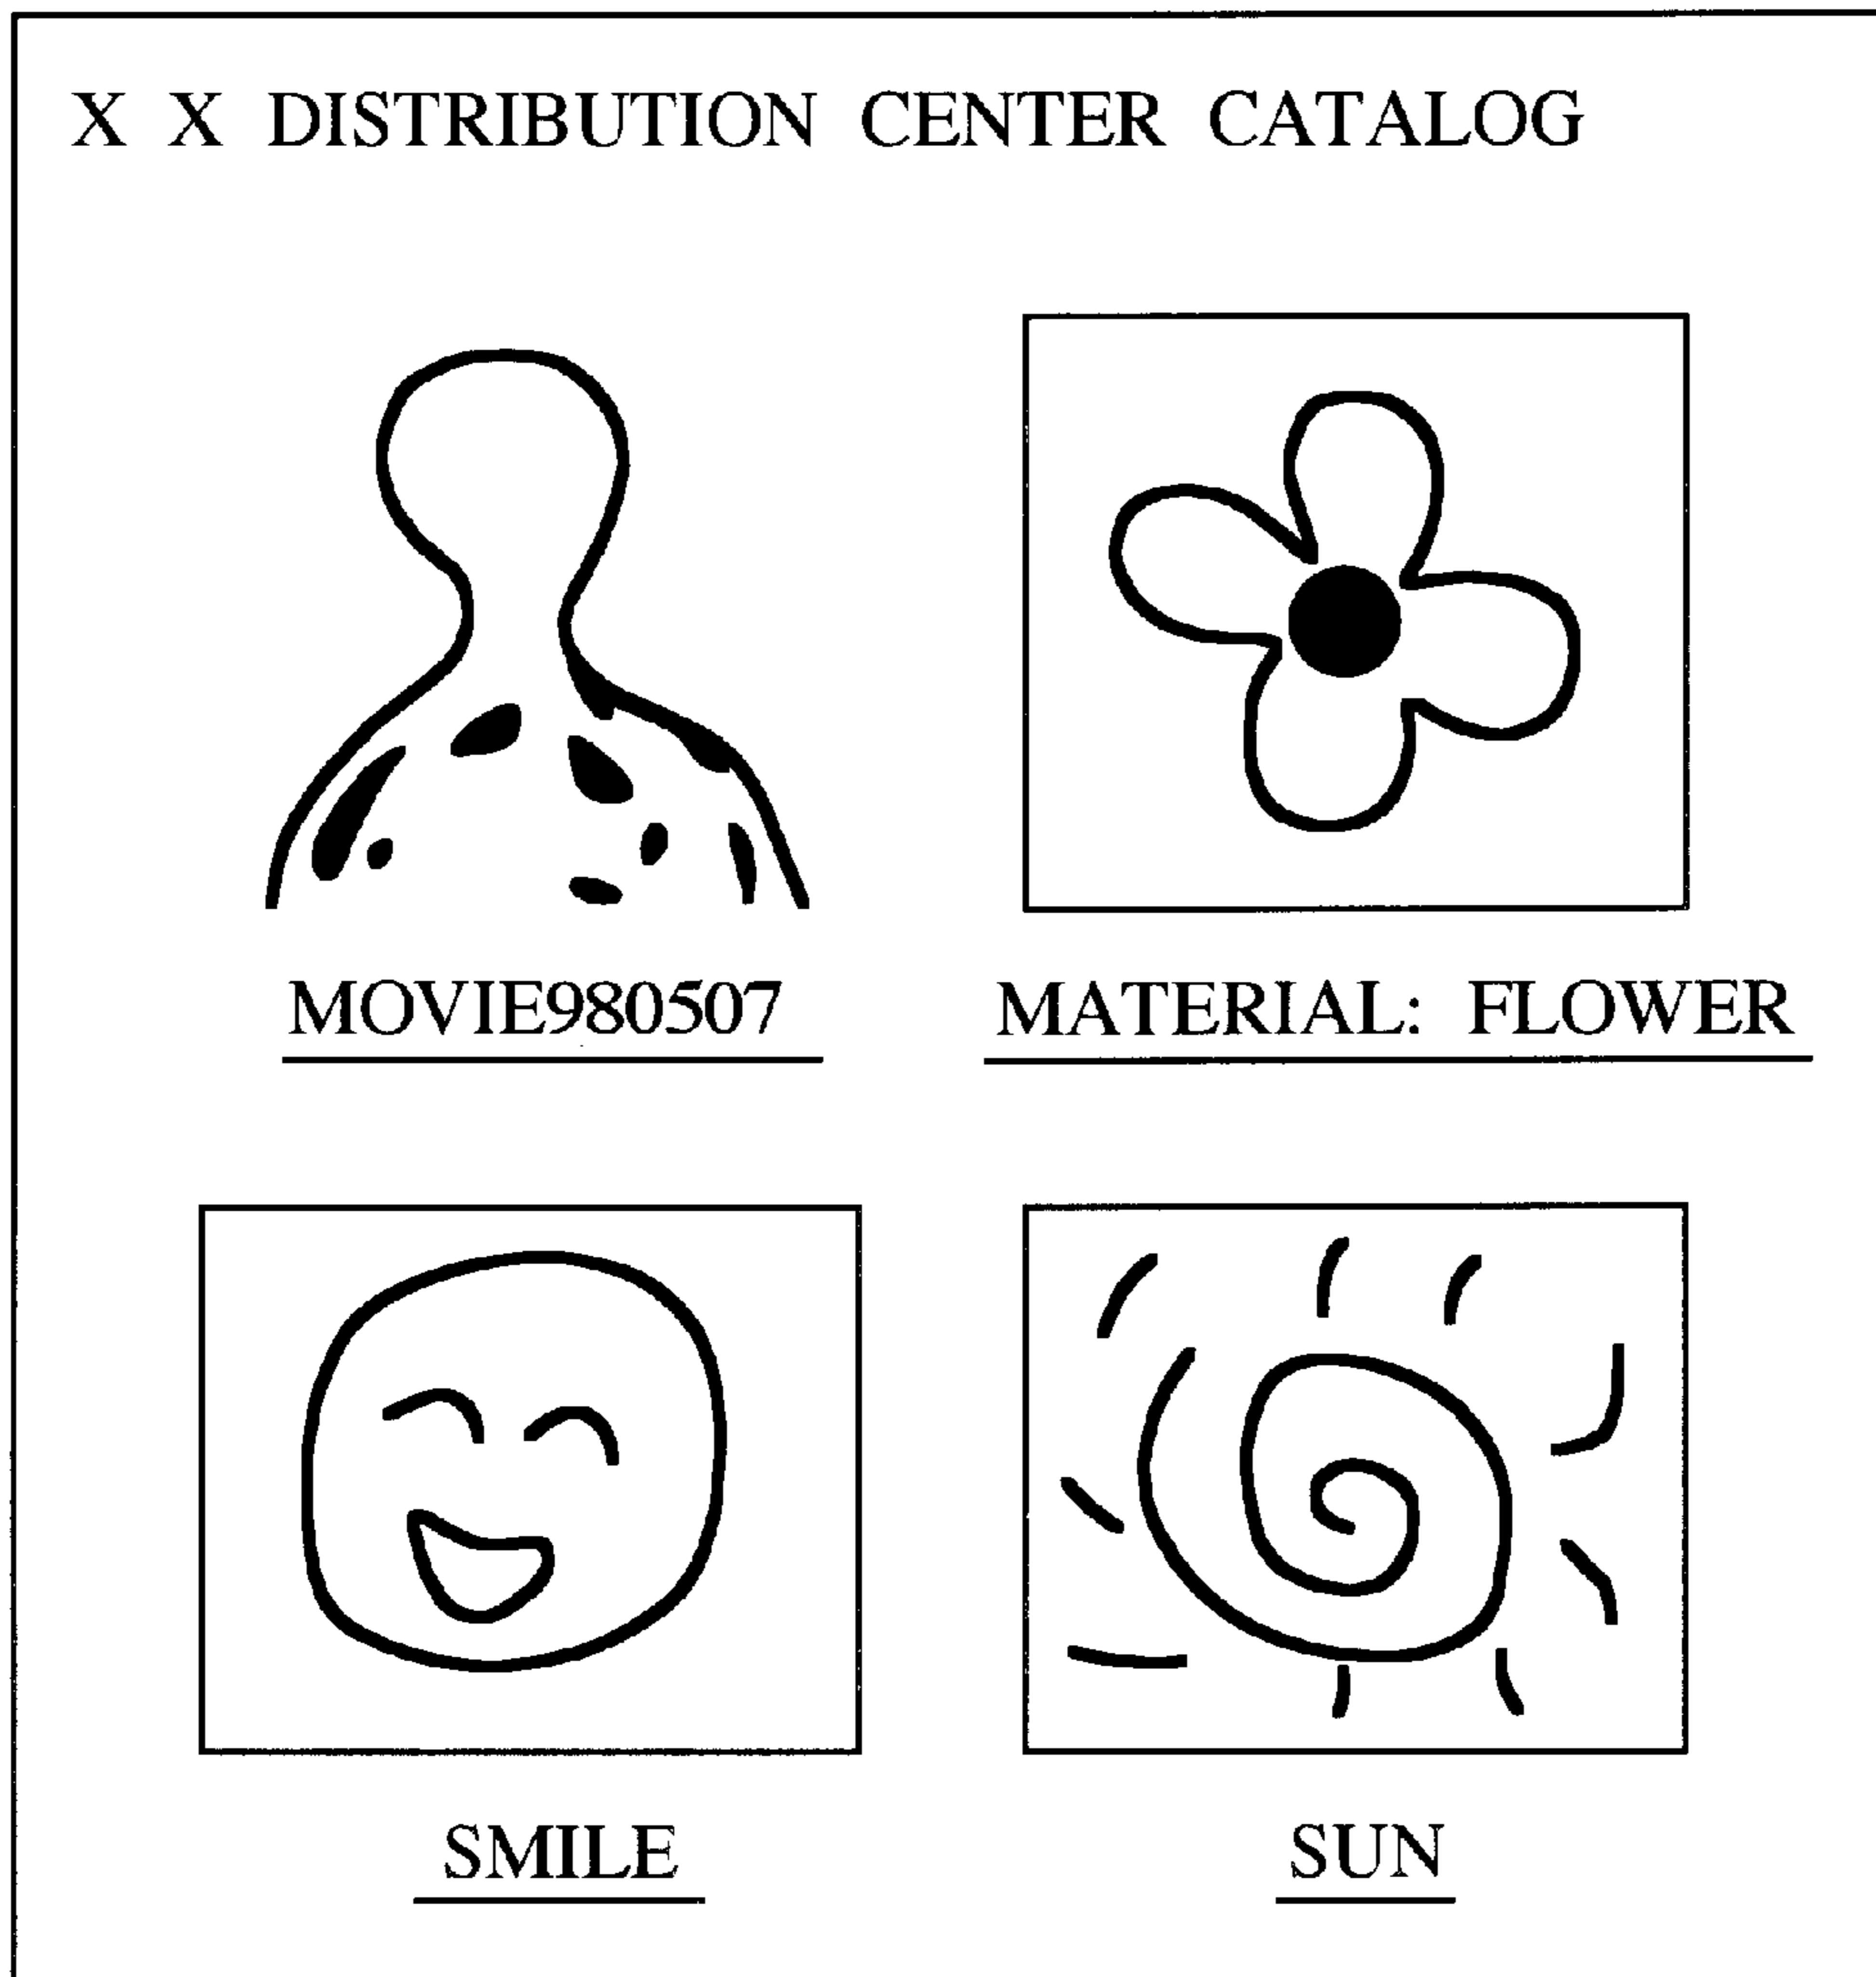 X X DISTRIBUTION CENTER CATALOG
MOVIE980507 MATERIAL: FLOWER
SMILE SUN